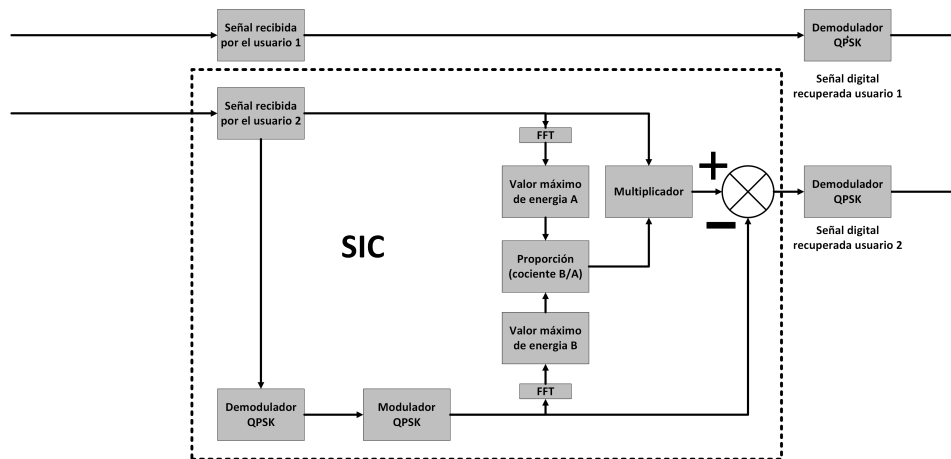 Señal recibida
por el usuario 1
Demodulador
QPSK
Señal digital
recuperada usuario 1
Señal recibida
por el usuario 2
FFT
Valor máximo
de energia A
Multiplicador
+
−
Demodulador
QPSK
Señal digital
recuperada usuario 2
SIC
Proporción
(cociente B/A)
Valor máximo
de energia B
FFT
Demodulador
QPSK
Modulador
QPSK